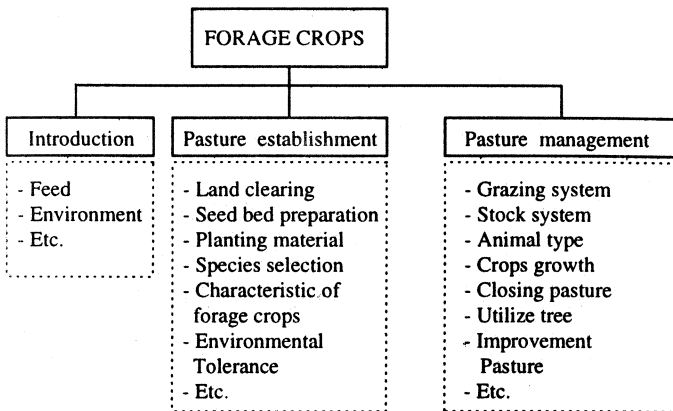 FORAGE CROPS
Introduction
- Feed
- Environment
- Etc.
Pasture establishment
- Land clearing
- Seed bed preparation
- Planting material
- Species selection
- Characteristic of
forage crops
- Environmental
Tolerance
- Etc.
Pasture management
- Grazing system
- Stock system
- Animal type
- Crops growth
- Closing pasture
- Utilize tree
- Improvement
Pasture
- Etc.